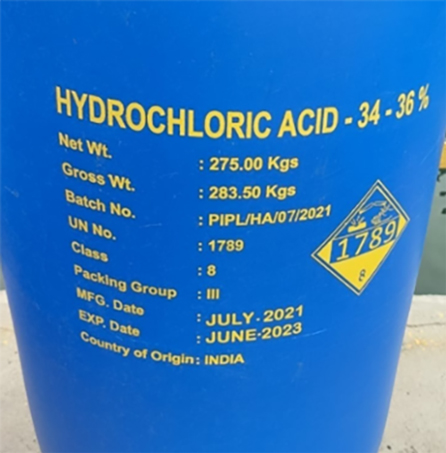 HYDROCHLORIC ACID - 34 - 36 %
Net Wt. : 275.00 Kgs
Gross Wt. : 283.50 Kgs
Batch No. : PIPL/HA/07/2021
UN No. : 1789
Class : 8
Packing Group : III
MFG. Date : JULY - 2021
EXP. Date : JUNE-2023
Country of Origin : INDIA
1789
8